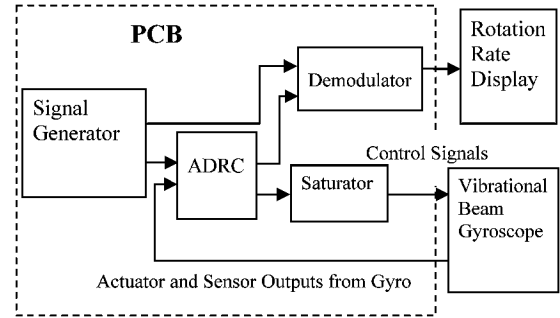 PCB
Rotation
Rate
Display
Demodulator
Signal
Generator
ADRC
Control Signals
Saturator
Vibrational
Beam
Gyroscope
Actuator and Sensor Outputs from Gyro